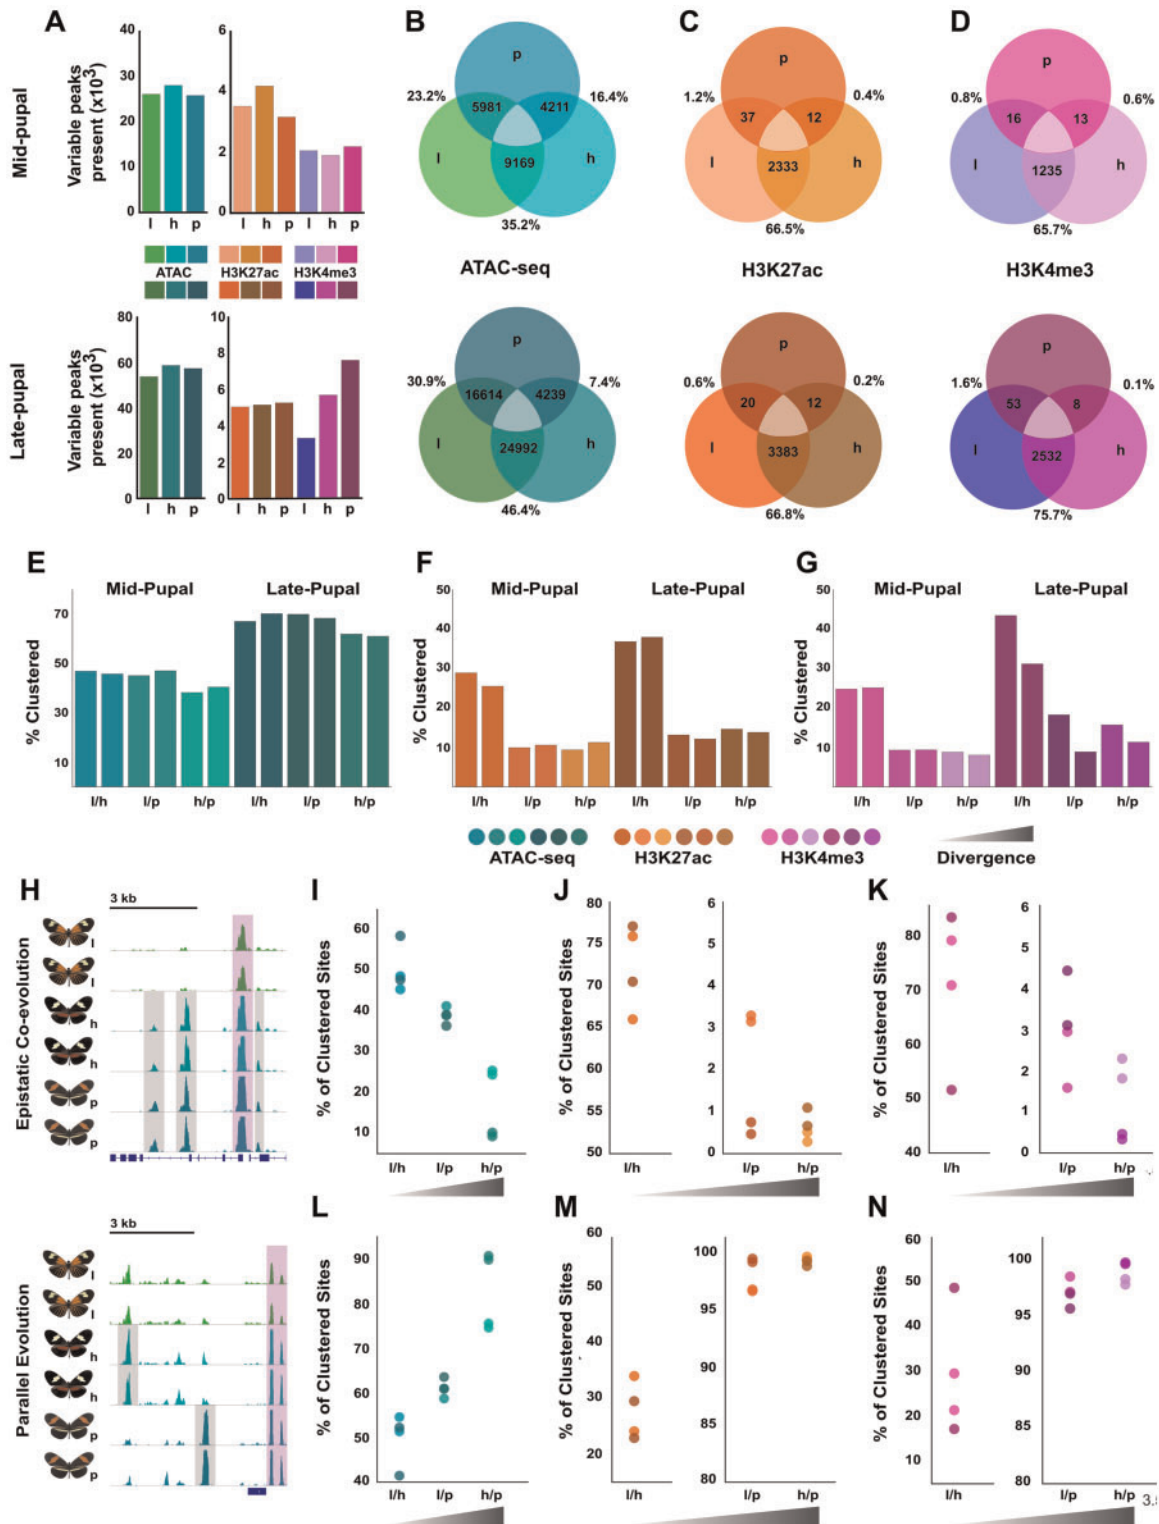 A
B
C
D
Mid-pupal
Variable peaks
present (x10³)
40
30
20
10
0
l h p
6
4
2
0
l h p l h p
p
23.2%
5981
4211
16.4%
l
9169
h
35.2%
p
1.2%
37
12
0.4%
l
2333
h
66.5%
p
0.8%
16
13
0.6%
l
1235
h
65.7%
ATAC
H3K27ac
H3K4me3
ATAC-seq
H3K27ac
H3K4me3
Late-pupal
Variable peaks
present (x10³)
80
60
40
20
0
l h p
10
8
6
4
2
0
l h p l h p
p
30.9%
16614
4239
7.4%
l
24992
h
46.4%
p
0.6%
20
12
0.2%
l
3383
h
66.8%
p
1.6%
53
8
0.1%
l
2532
h
75.7%
E
Mid-Pupal
Late-Pupal
% Clustered
70
50
30
10
l/h l/p h/p l/h l/p h/p
F
Mid-Pupal
Late-Pupal
% Clustered
50
40
30
20
10
l/h l/p h/p l/h l/p h/p
G
Mid-Pupal
Late-Pupal
% Clustered
50
40
30
20
10
l/h l/p h/p l/h l/p h/p
ATAC-seq
H3K27ac
H3K4me3
Divergence
H
3 kb
Epistatic Co-evolution
l
l
h
h
p
p
I
% of Clustered Sites
60
50
40
30
20
10
l/h l/p h/p
J
% of Clustered Sites
80
75
70
65
60
55
50
l/h
6
5
4
3
2
1
0
l/p h/p
K
% of Clustered Sites
80
70
60
50
40
l/h
6
5
4
3
2
1
0
l/p h/p
3 kb
Parallel Evolution
l
l
h
h
p
p
L
% of Clustered Sites
90
80
70
60
50
40
l/h l/p h/p
M
% of Clustered Sites
60
50
40
30
20
l/h
100
95
90
85
80
l/p h/p
N
% of Clustered Sites
60
50
40
30
20
10
l/h
100
95
90
85
80
l/p h/p